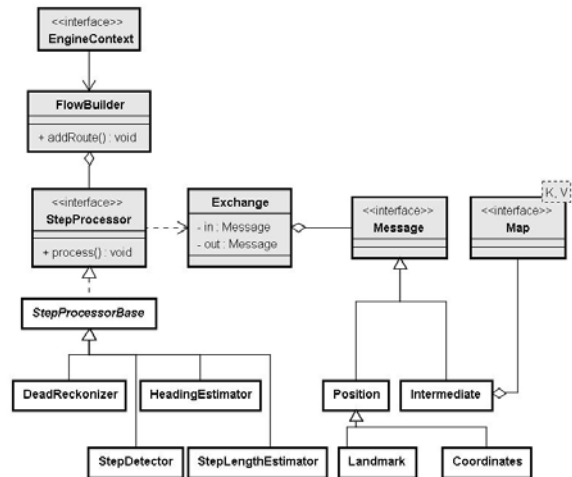 <<interface>>
EngineContext
FlowBuilder
+ addRoute() : void
K, V
<<interface>>
StepProcessor
+ process() : void
Exchange
- in : Message
- out : Message
<<interface>>
Message
<<interface>>
Map
StepProcessorBase
DeadReckonizer
HeadingEstimator
Position
Intermediate
StepDetector
StepLengthEstimator
Landmark
Coordinates